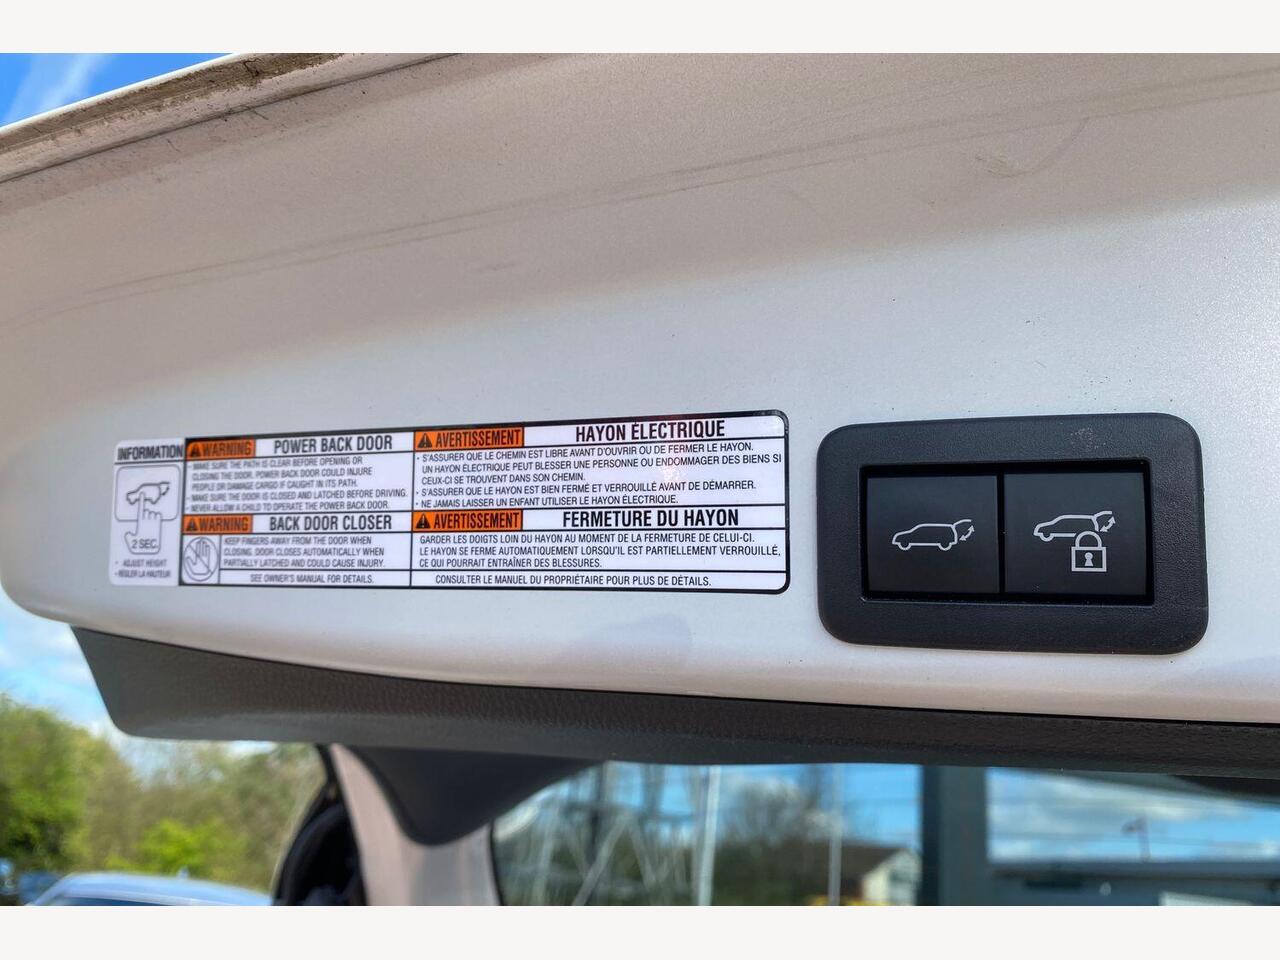 INFORMATION
2 SEC.
• ADJUST HEIGHT
• RÉGLER LA HAUTEUR
WARNING
POWER BACK DOOR
• MAKE SURE THE PATH IS CLEAR BEFORE OPENING OR
CLOSING THE DOOR. POWER BACK DOOR COULD INJURE
PEOPLE OR DAMAGE CARGO IF CAUGHT IN ITS PATH.
• MAKE SURE THE DOOR IS CLOSED AND LATCHED BEFORE DRIVING.
• NEVER ALLOW A CHILD TO OPERATE THE POWER BACK DOOR.
WARNING
BACK DOOR CLOSER
KEEP FINGERS AWAY FROM THE DOOR WHEN
CLOSING. DOOR CLOSES AUTOMATICALLY WHEN
PARTIALLY LATCHED AND COULD CAUSE INJURY.
SEE OWNER'S MANUAL FOR DETAILS.
AVERTISSEMENT
HAYON ÉLECTRIQUE
• S'ASSURER QUE LE CHEMIN EST LIBRE AVANT D'OUVRIR OU DE FERMER LE HAYON.
UN HAYON ÉLECTRIQUE PEUT BLESSER UNE PERSONNE OU ENDOMMAGER DES BIENS SI
CEUX-CI SE TROUVENT DANS SON CHEMIN.
• S'ASSURER QUE LE HAYON EST BIEN FERMÉ ET VERROUILLÉ AVANT DE DÉMARRER.
• NE JAMAIS LAISSER UN ENFANT UTILISER LE HAYON ÉLECTRIQUE.
AVERTISSEMENT
FERMETURE DU HAYON
GARDER LES DOIGTS LOIN DU HAYON AU MOMENT DE LA FERMETURE DE CELUI-CI.
LE HAYON SE FERME AUTOMATIQUEMENT LORSQU'IL EST PARTIELLEMENT VERROUILLÉ,
CE QUI POURRAIT ENTRAÎNER DES BLESSURES.
CONSULTER LE MANUEL DU PROPRIÉTAIRE POUR PLUS DE DÉTAILS.